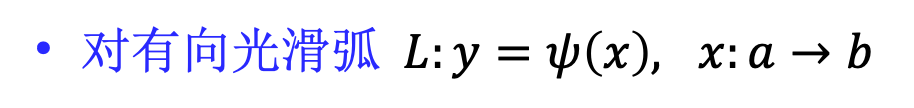 • 对有向光滑弧 L: y = ψ(x), x: a → b